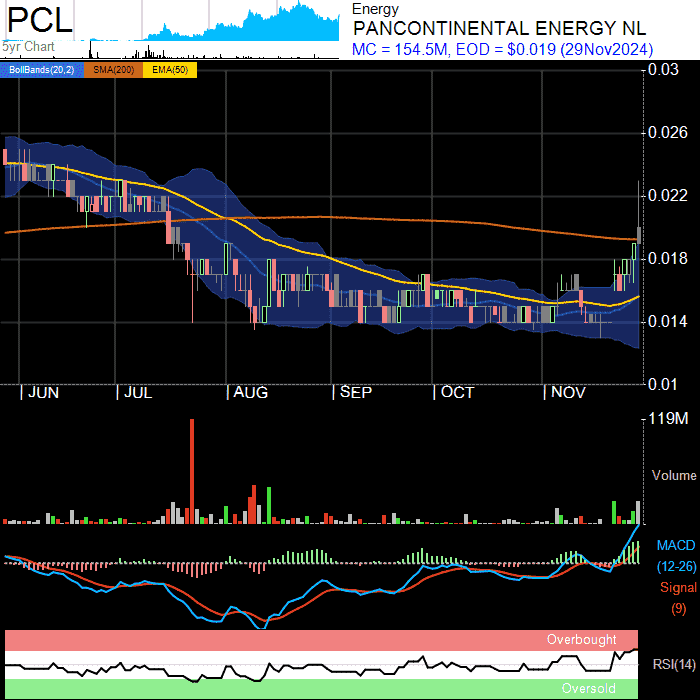 PCL
5yr Chart
Energy
PANCONTINENTAL ENERGY NL
MC = 154.5M, EOD = $0.019 (29Nov2024)
BollBands(20,2) SMA(200) EMA(50)
0.03
0.026
0.022
0.018
0.014
0.01
JUN JUL AUG SEP OCT NOV
119M
Volume
MACD
(12-26)
Signal
(9)
Overbought
RSI(14)
Oversold